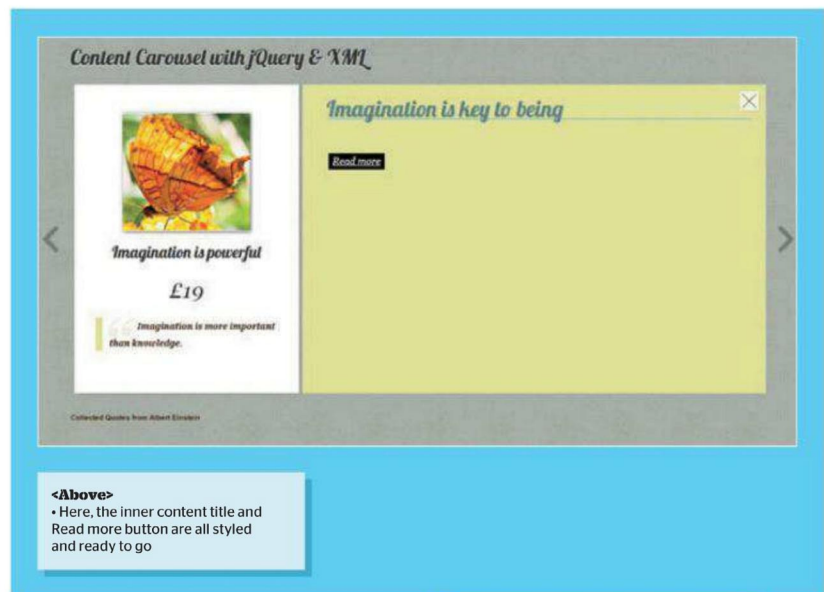 Content Carousel with jQuery & XML
Imagination is key to being
Read more
Imagination is powerful
£19
Imagination is more important
than knowledge.
Collected Quotes from Albert Einstein
<Above>
• Here, the inner content title and
Read more button are all styled
and ready to go